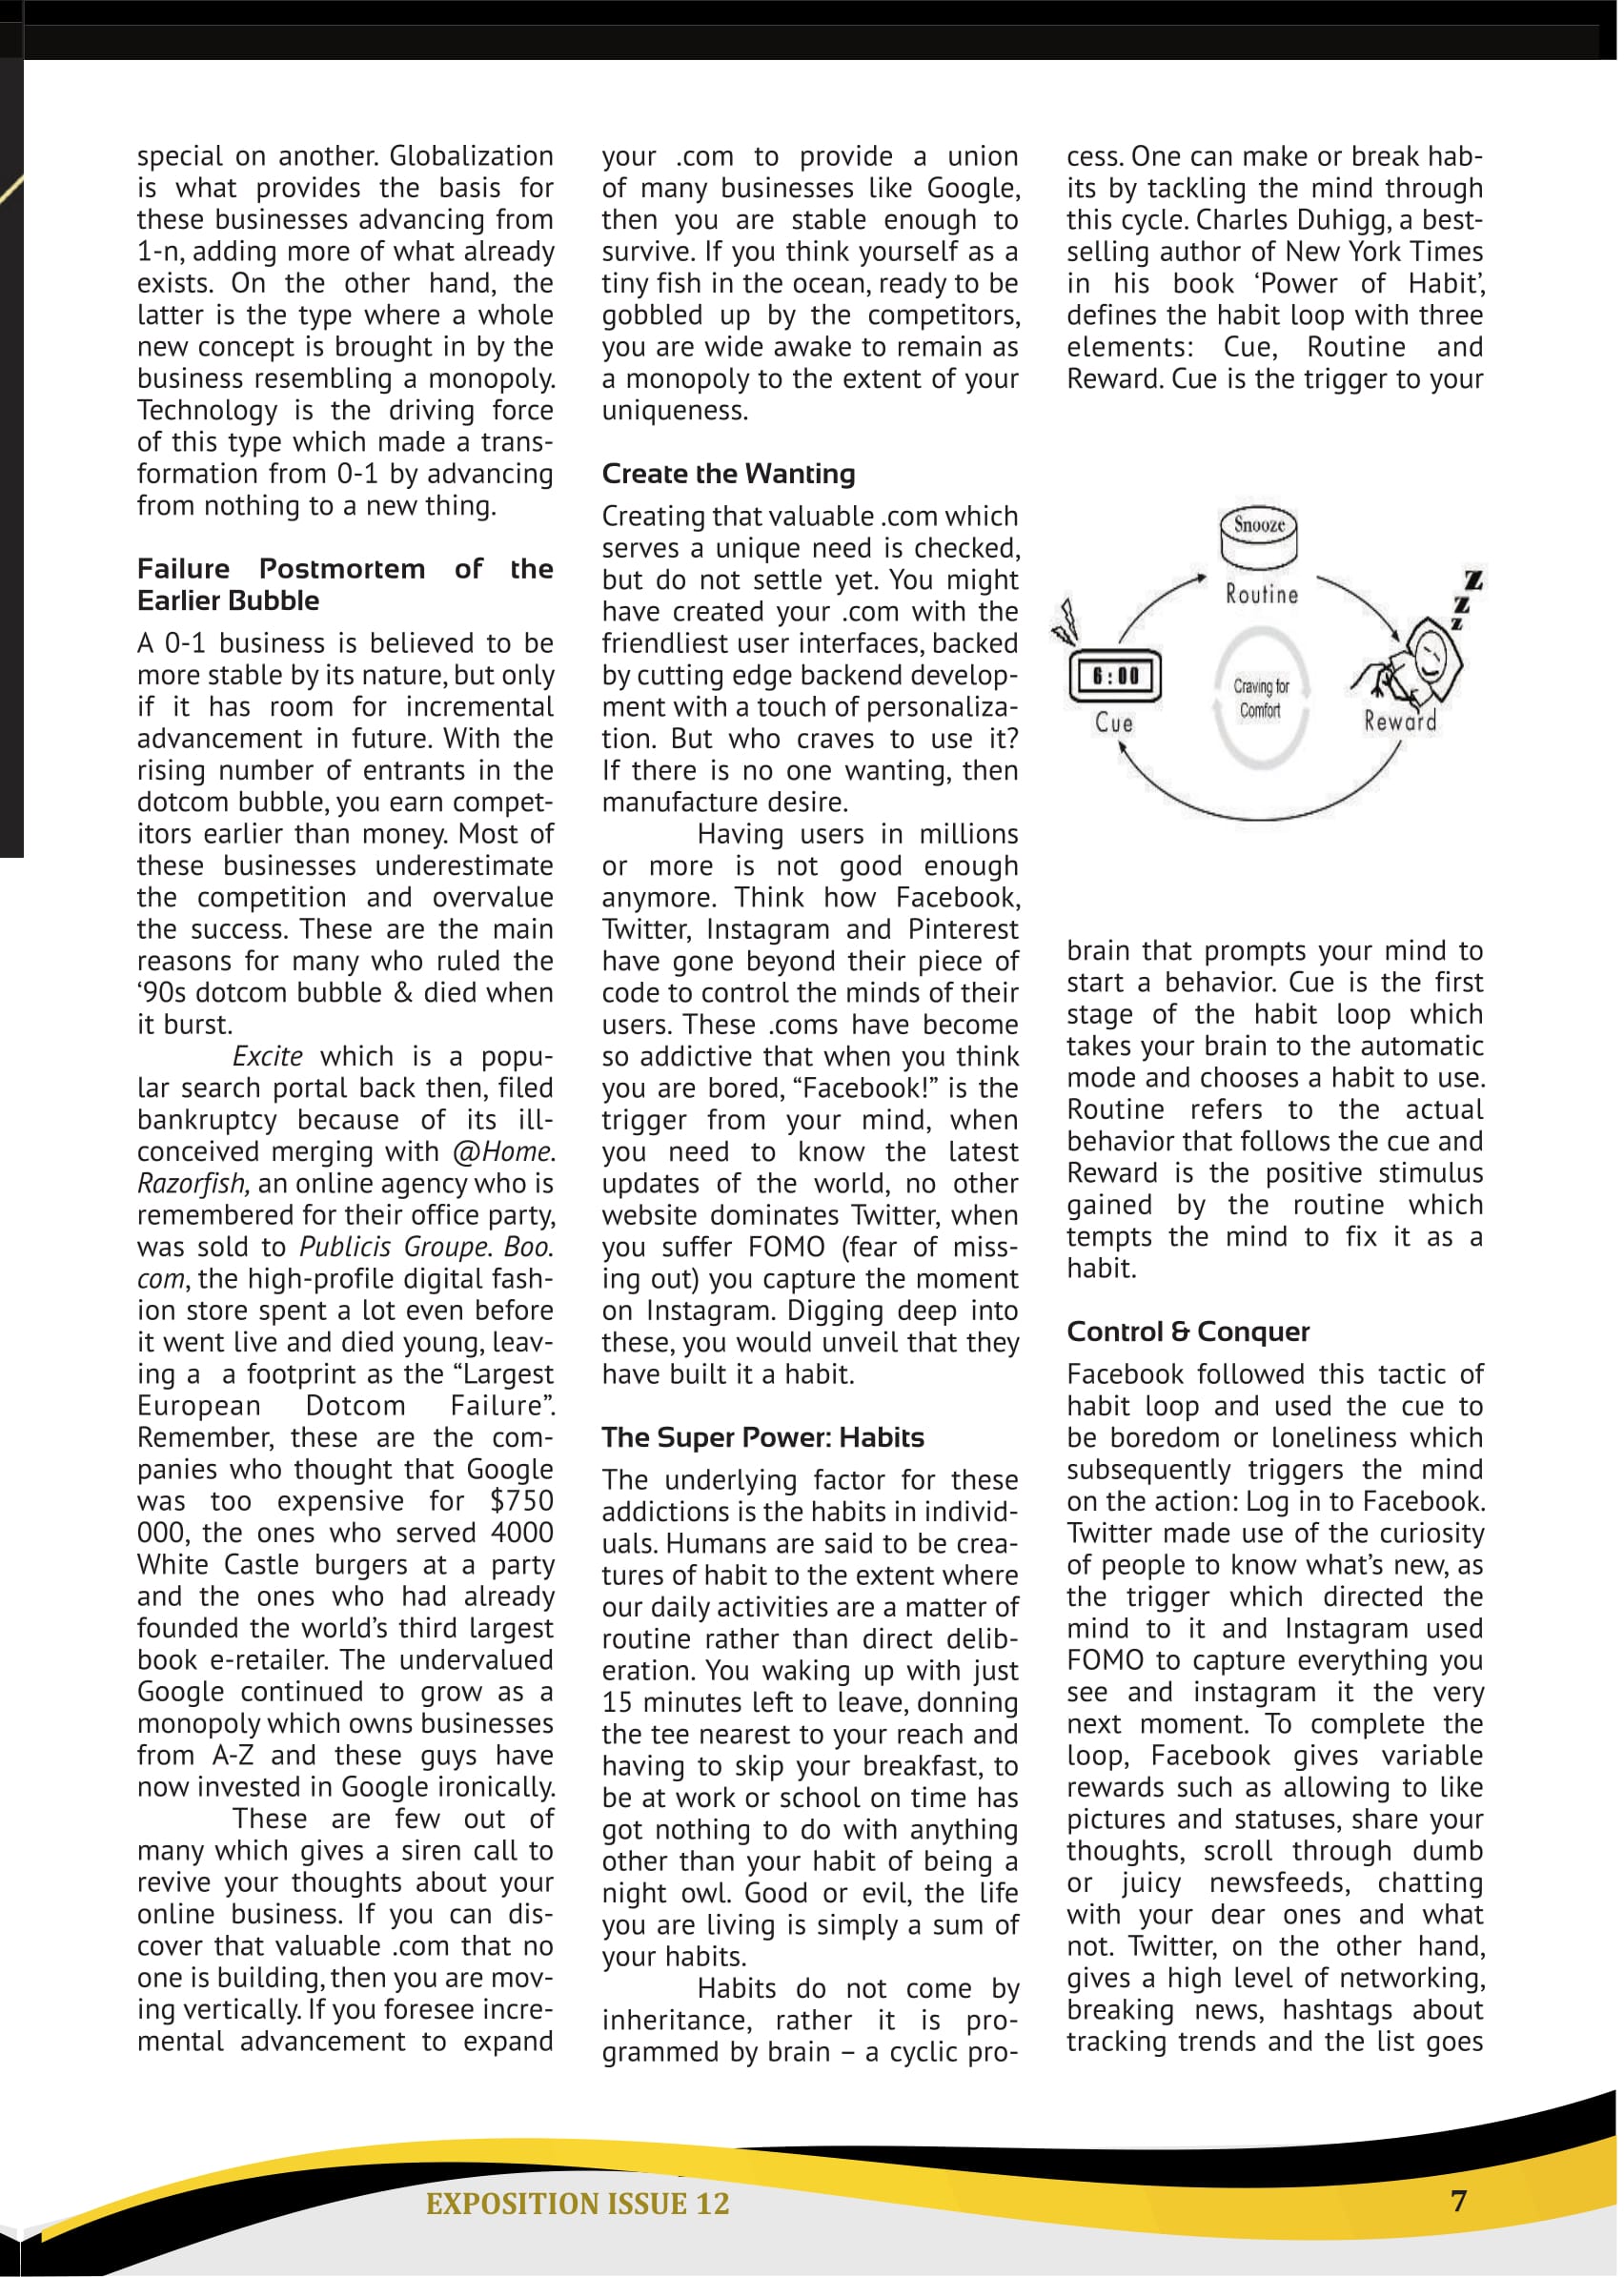 special on another. Globalization
is what provides the basis for
these businesses advancing from
1-n, adding more of what already
exists. On the other hand, the
latter is the type where a whole
new concept is brought in by the
business resembling a monopoly.
Technology is the driving force
of this type which made a trans-
formation from 0-1 by advancing
from nothing to a new thing.
Failure Postmortem of the
Earlier Bubble
A 0-1 business is believed to be
more stable by its nature, but only
if it has room for incremental
advancement in future. With the
rising number of entrants in the
dotcom bubble, you earn compet-
itors earlier than money. Most of
these businesses underestimate
the competition and overvalue
the success. These are the main
reasons for many who ruled the
‘90s dotcom bubble & died when
it burst.
Excite which is a popu-
lar search portal back then, filed
bankruptcy because of its ill-
conceived merging with @Home.
Razorfish, an online agency who is
remembered for their office party,
was sold to Publicis Groupe. Boo.
com, the high-profile digital fash-
ion store spent a lot even before
it went live and died young, leav-
ing a a footprint as the “Largest
European Dotcom Failure”.
Remember, these are the com-
panies who thought that Google
was too expensive for $750
000, the ones who served 4000
White Castle burgers at a party
and the ones who had already
founded the world’s third largest
book e-retailer. The undervalued
Google continued to grow as a
monopoly which owns businesses
from A-Z and these guys have
now invested in Google ironically.
These are few out of
many which gives a siren call to
revive your thoughts about your
online business. If you can dis-
cover that valuable .com that no
one is building, then you are mov-
ing vertically. If you foresee incre-
mental advancement to expand
your .com to provide a union
of many businesses like Google,
then you are stable enough to
survive. If you think yourself as a
tiny fish in the ocean, ready to be
gobbled up by the competitors,
you are wide awake to remain as
a monopoly to the extent of your
uniqueness.
Create the Wanting
Creating that valuable .com which
serves a unique need is checked,
but do not settle yet. You might
have created your .com with the
friendliest user interfaces, backed
by cutting edge backend develop-
ment with a touch of personaliza-
tion. But who craves to use it?
If there is no one wanting, then
manufacture desire.
Having users in millions
or more is not good enough
anymore. Think how Facebook,
Twitter, Instagram and Pinterest
have gone beyond their piece of
code to control the minds of their
users. These .coms have become
so addictive that when you think
you are bored, “Facebook!” is the
trigger from your mind, when
you need to know the latest
updates of the world, no other
website dominates Twitter, when
you suffer FOMO (fear of miss-
ing out) you capture the moment
on Instagram. Digging deep into
these, you would unveil that they
have built it a habit.
The Super Power: Habits
The underlying factor for these
addictions is the habits in individ-
uals. Humans are said to be crea-
tures of habit to the extent where
our daily activities are a matter of
routine rather than direct delib-
eration. You waking up with just
15 minutes left to leave, donning
the tee nearest to your reach and
having to skip your breakfast, to
be at work or school on time has
got nothing to do with anything
other than your habit of being a
night owl. Good or evil, the life
you are living is simply a sum of
your habits.
Habits do not come by
inheritance, rather it is pro-
grammed by brain – a cyclic pro-
cess. One can make or break hab-
its by tackling the mind through
this cycle. Charles Duhigg, a best-
selling author of New York Times
in his book ‘Power of Habit’,
defines the habit loop with three
elements: Cue, Routine and
Reward. Cue is the trigger to your
Snooze
Routine
Z
Z
Z
6:00
Cue
Craving for
Comfort
Reward
brain that prompts your mind to
start a behavior. Cue is the first
stage of the habit loop which
takes your brain to the automatic
mode and chooses a habit to use.
Routine refers to the actual
behavior that follows the cue and
Reward is the positive stimulus
gained by the routine which
tempts the mind to fix it as a
habit.
Control & Conquer
Facebook followed this tactic of
habit loop and used the cue to
be boredom or loneliness which
subsequently triggers the mind
on the action: Log in to Facebook.
Twitter made use of the curiosity
of people to know what’s new, as
the trigger which directed the
mind to it and Instagram used
FOMO to capture everything you
see and instagram it the very
next moment. To complete the
loop, Facebook gives variable
rewards such as allowing to like
pictures and statuses, share your
thoughts, scroll through dumb
or juicy newsfeeds, chatting
with your dear ones and what
not. Twitter, on the other hand,
gives a high level of networking,
breaking news, hashtags about
tracking trends and the list goes
EXPOSITION ISSUE 12
7